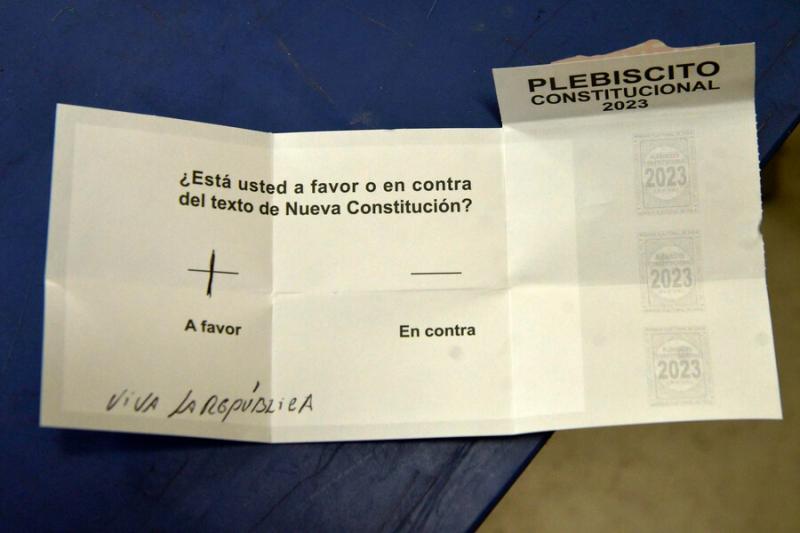 PLEBISCITO
CONSTITUCIONAL
2023
¿Está usted a favor o en contra
del texto de Nueva Constitución?
A favor
En contra
VIVA LA REPÚBLICA
2023
2023
2023